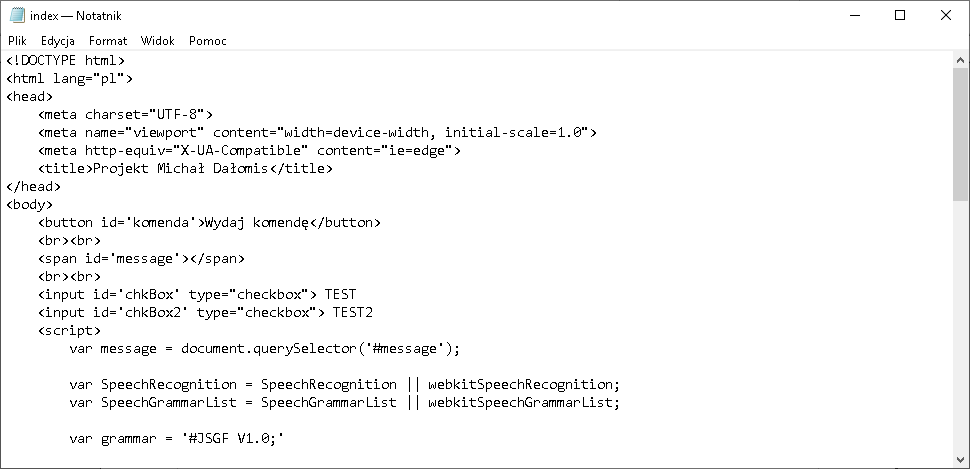 index — Notatnik
Plik Edycja Format Widok Pomoc
<!DOCTYPE html>
<html lang="pl">
<head>
    <meta charset="UTF-8">
    <meta name="viewport" content="width=device-width, initial-scale=1.0">
    <meta http-equiv="X-UA-Compatible" content="ie=edge">
    <title>Projekt Michał Dałomis</title>
</head>
<body>
    <button id='komenda'>Wydaj komendę</button>
    <br><br>
    <span id='message'></span>
    <br><br>
    <input id='chkBox' type="checkbox"> TEST
    <input id='chkBox2' type="checkbox"> TEST2
    <script>
        var message = document.querySelector('#message');
        var SpeechRecognition = SpeechRecognition || webkitSpeechRecognition;
        var SpeechGrammarList = SpeechGrammarList || webkitSpeechGrammarList;
        var grammar = '#JSGF V1.0;'